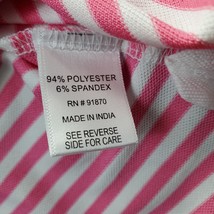 94% POLYESTER
6% SPANDEX
RN # 91870
MADE IN INDIA
SEE REVERSE
SIDE FOR CARE